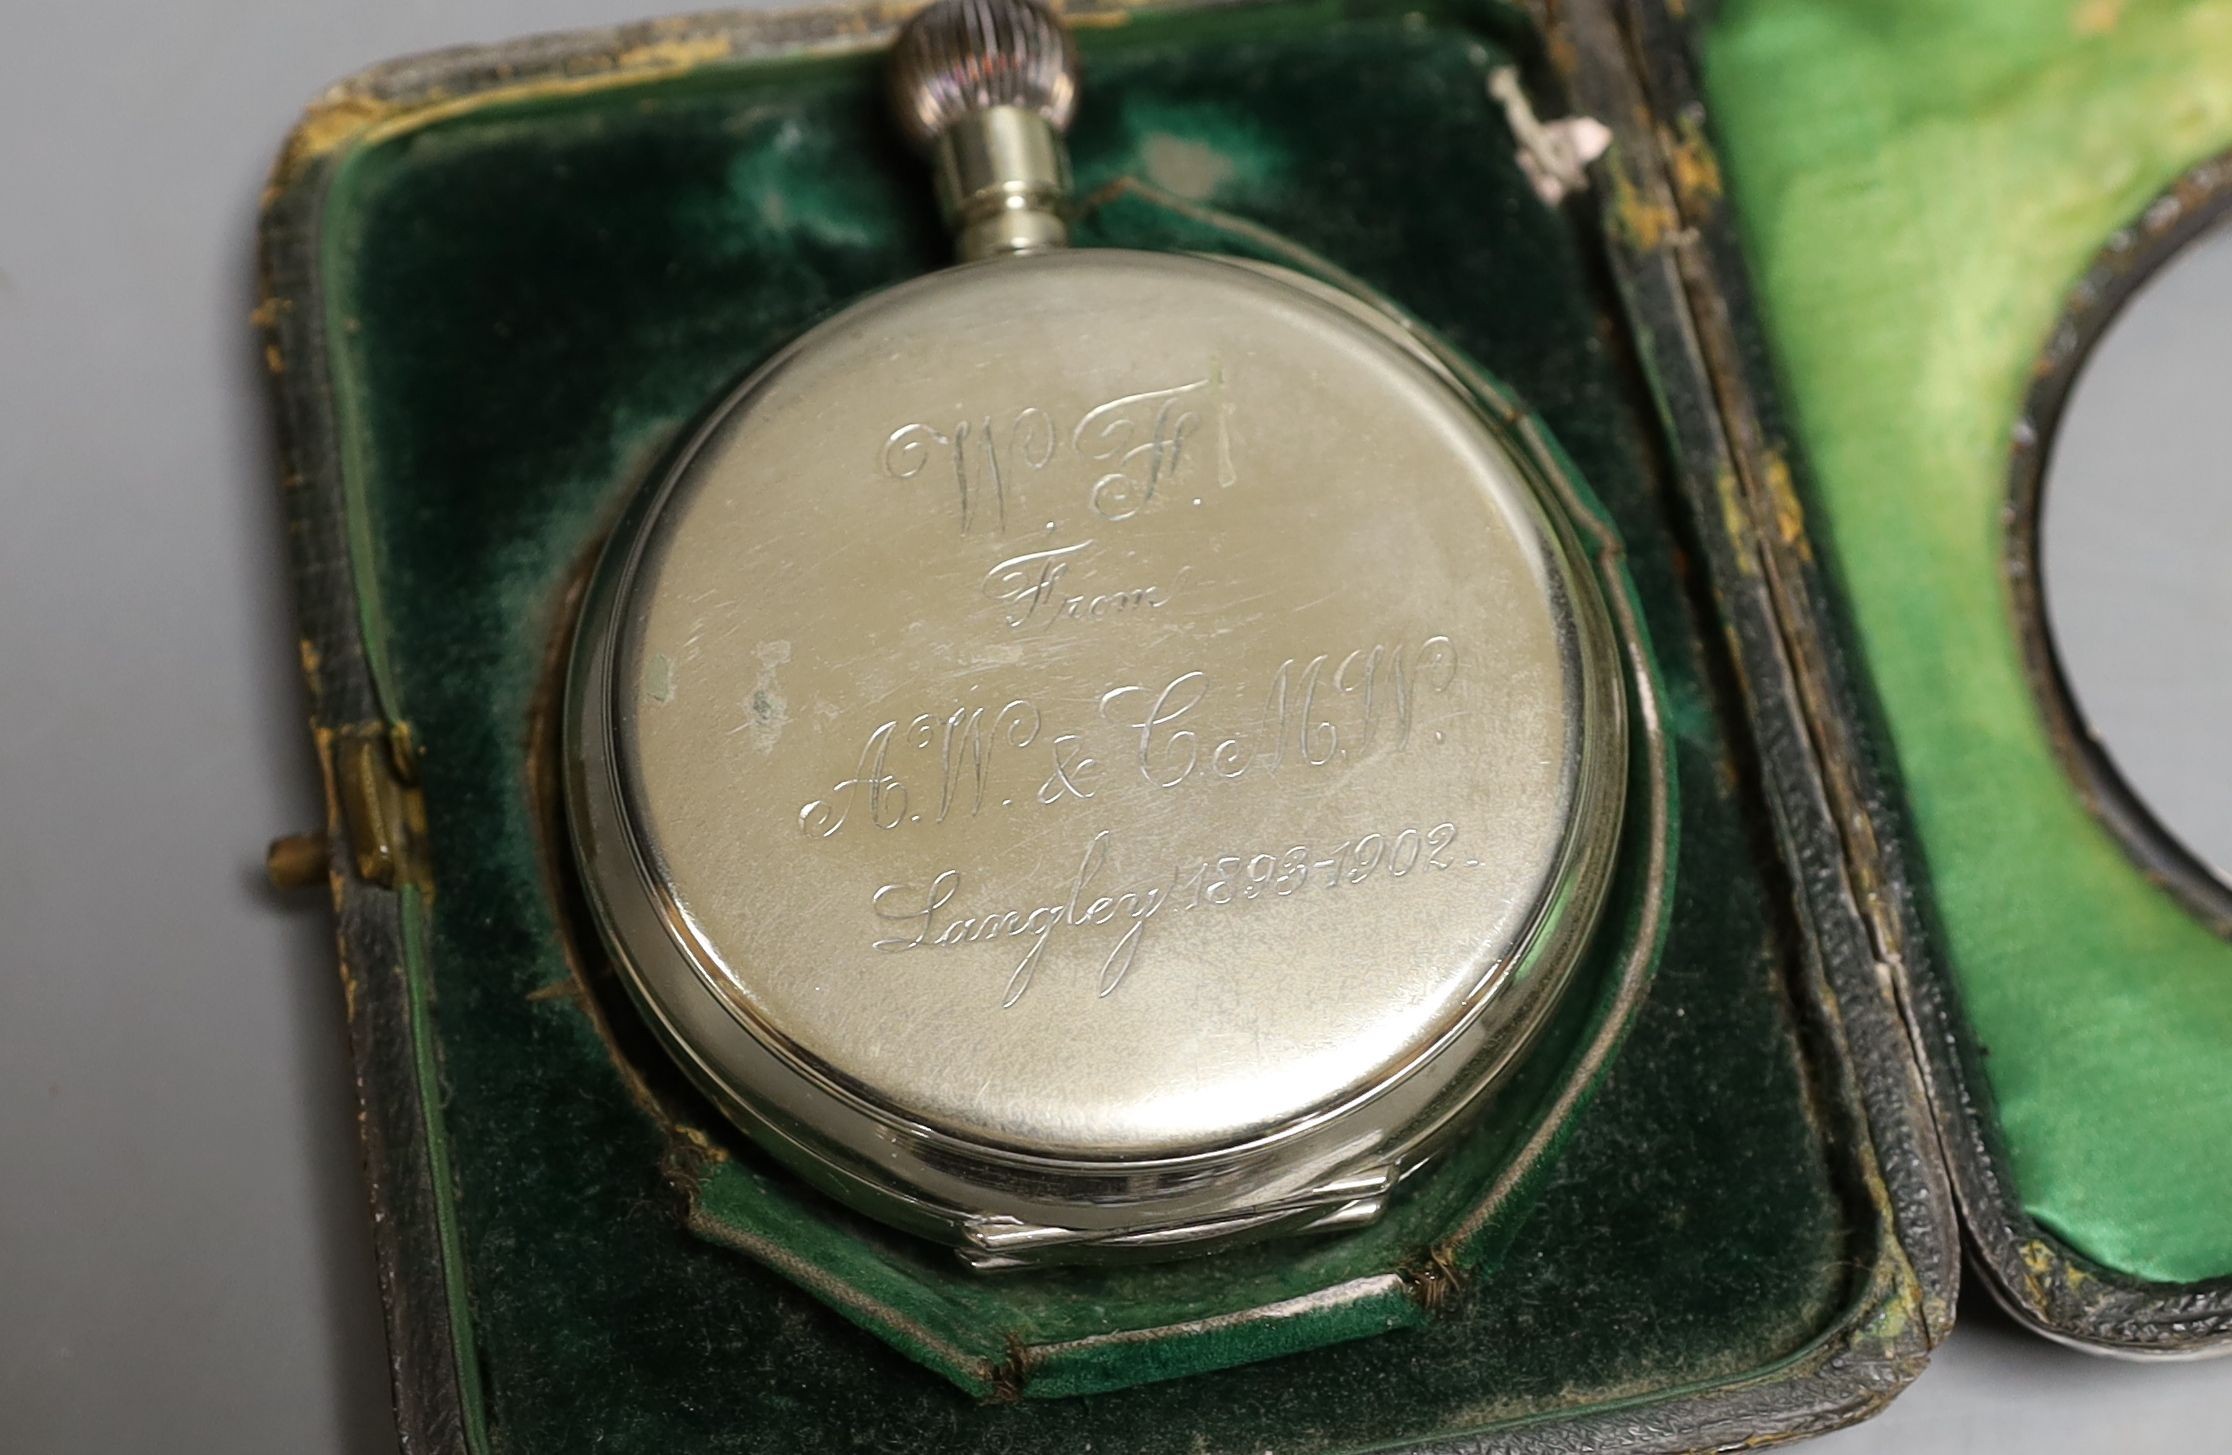 W. F.
From
A.W. & C.M.W.
Langley. 1893-1902.